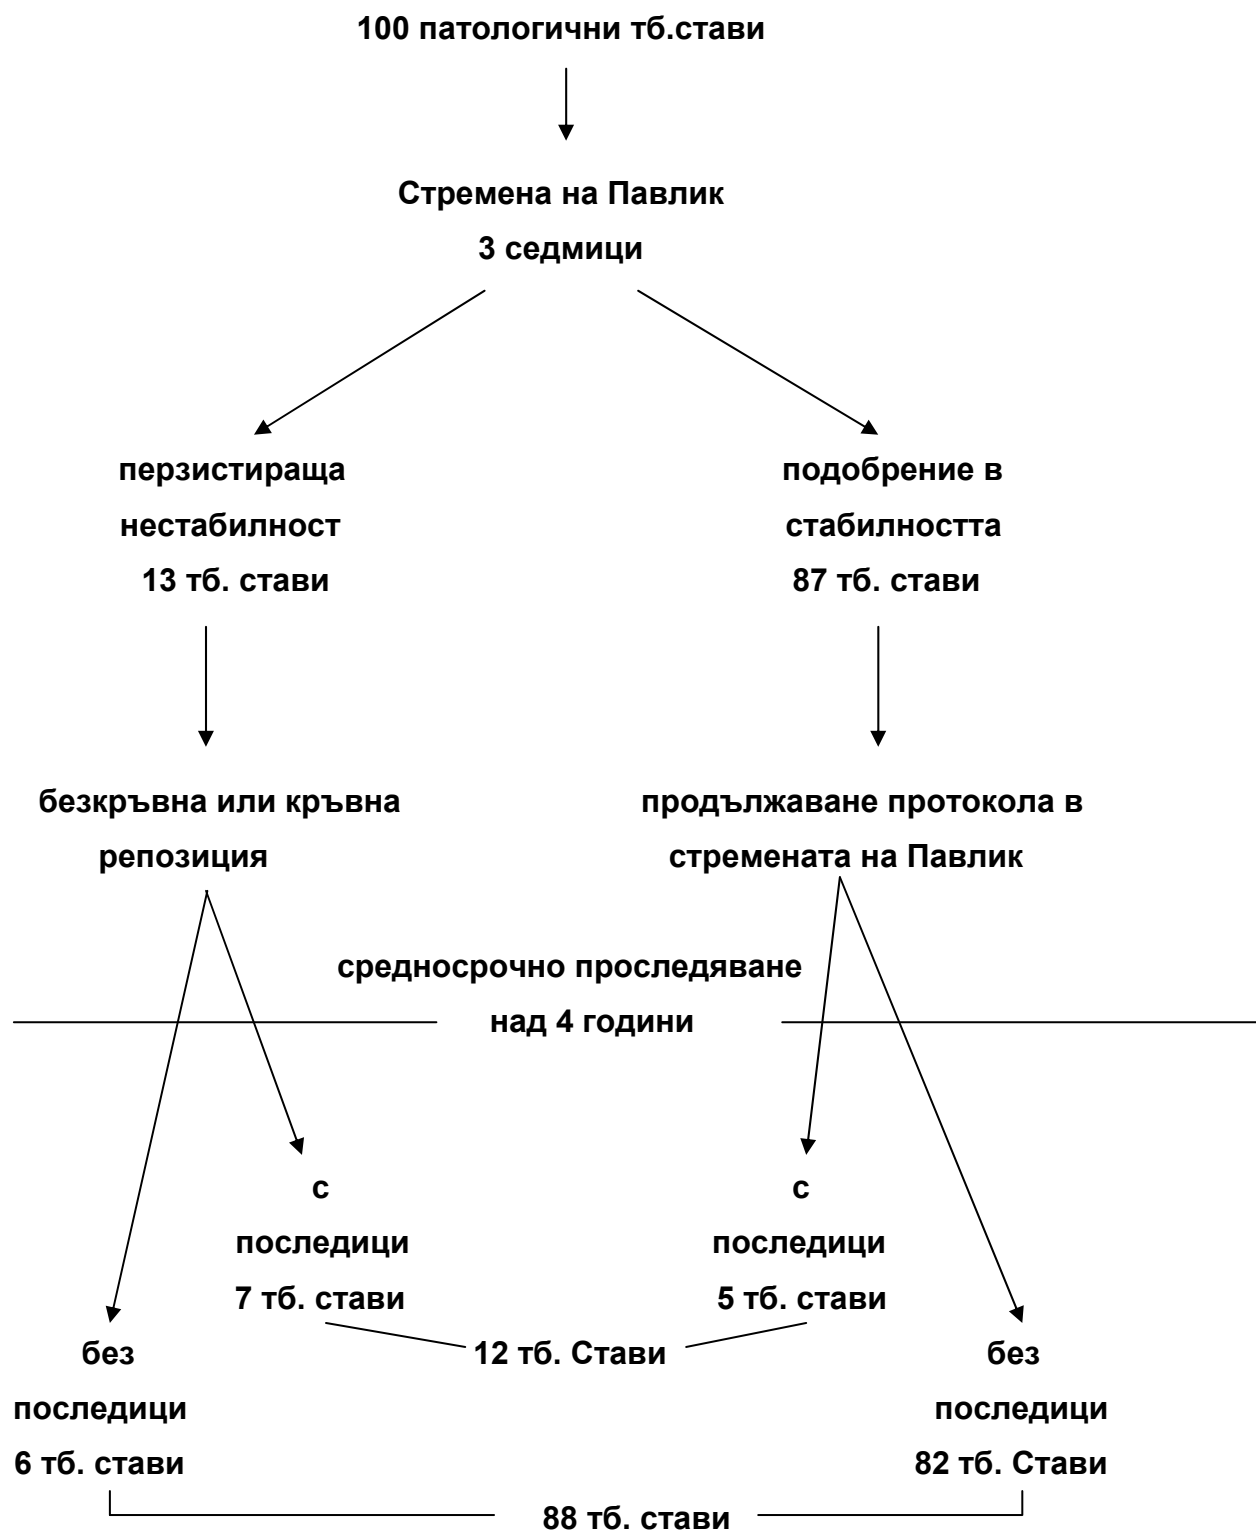 100 патологични тб.стави
Стремена на Павлик
3 седмици
перзистираща
нестабилност
13 тб. стави
подобрение в
стабилността
87 тб. стави
безкръвна или кръвна
репозиция
продължаване протокола в
стремената на Павлик
средносрочно проследяване
над 4 години
с
последици
7 тб. стави
с
последици
5 тб. стави
12 тб. Стави
без
последици
6 тб. стави
без
последици
82 тб. Стави
88 тб. стави